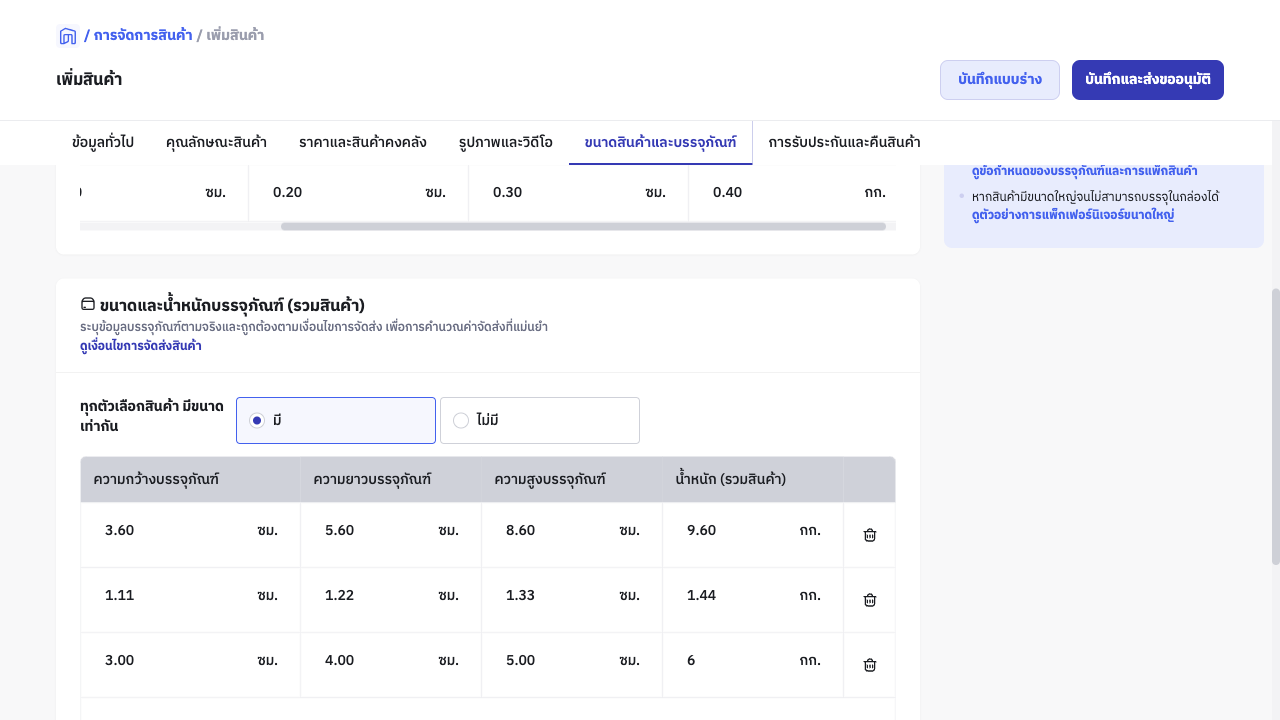 / การจัดการสินค้า / เพิ่มสินค้า
เพิ่มสินค้า
บันทึกแบบร่าง
บันทึกและส่งขออนุมัติ
ข้อมูลทั่วไป คุณลักษณะสินค้า ราคาและสินค้าคงคลัง รูปภาพและวิดีโอ ขนาดสินค้าและบรรจุภัณฑ์ การรับประกันและคืนสินค้า
ซม. 0.20 ซม. 0.30 ซม. 0.40 กก.
ดูข้อกำหนดของบรรจุภัณฑ์และการแพ็กสินค้า
หากสินค้ามีขนาดใหญ่จนไม่สามารถบรรจุในกล่องได้
ดูตัวอย่างการแพ็กเฟอร์นิเจอร์ขนาดใหญ่
ขนาดและน้ำหนักบรรจุภัณฑ์ (รวมสินค้า)
ระบุข้อมูลบรรจุภัณฑ์ตามจริงและถูกต้องตามเงื่อนไขการจัดส่ง เพื่อการคำนวณค่าจัดส่งที่แม่นยำ
ดูเงื่อนไขการจัดส่งสินค้า
ทุกตัวเลือกสินค้า มีขนาด
เท่ากัน
มี
ไม่มี
ความกว้างบรรจุภัณฑ์ ความยาวบรรจุภัณฑ์ ความสูงบรรจุภัณฑ์ น้ำหนัก (รวมสินค้า)
3.60 ซม. 5.60 ซม. 8.60 ซม. 9.60 กก.
1.11 ซม. 1.22 ซม. 1.33 ซม. 1.44 กก.
3.00 ซม. 4.00 ซม. 5.00 ซม. 6 กก.